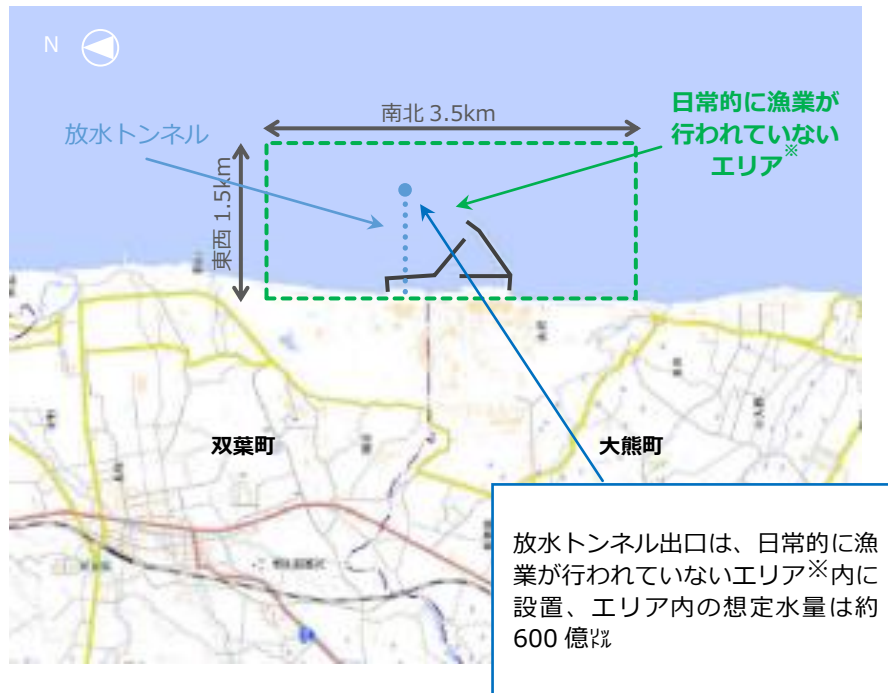 N
南北 3.5km
日常的に漁業が
行われていない
エリア※
放水トンネル
東西 1.5km
双葉町
大熊町
放水トンネル出口は、日常的に漁
業が行われていないエリア※内に
設置、エリア内の想定水量は約
600 億㍑